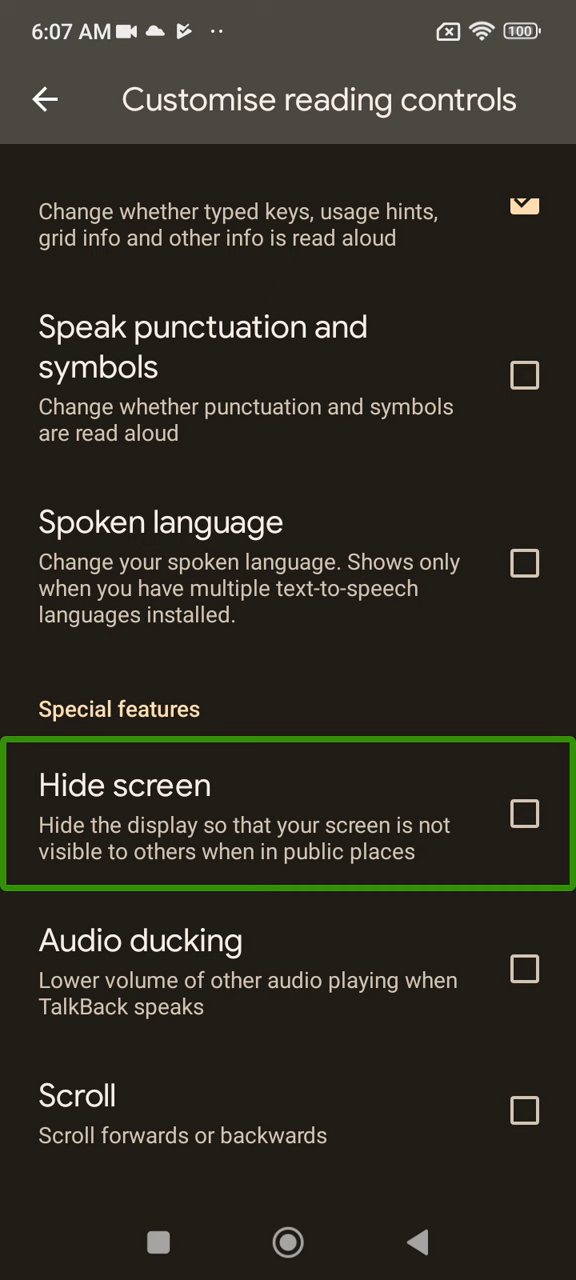 6:07 AM
100
Customise reading controls
Change whether typed keys, usage hints,
grid info and other info is read aloud
Speak punctuation and
symbols
Change whether punctuation and symbols
are read aloud
Spoken language
Change your spoken language. Shows only
when you have multiple text-to-speech
languages installed.
Special features
Hide screen
Hide the display so that your screen is not
visible to others when in public places
Audio ducking
Lower volume of other audio playing when
TalkBack speaks
Scroll
Scroll forwards or backwards